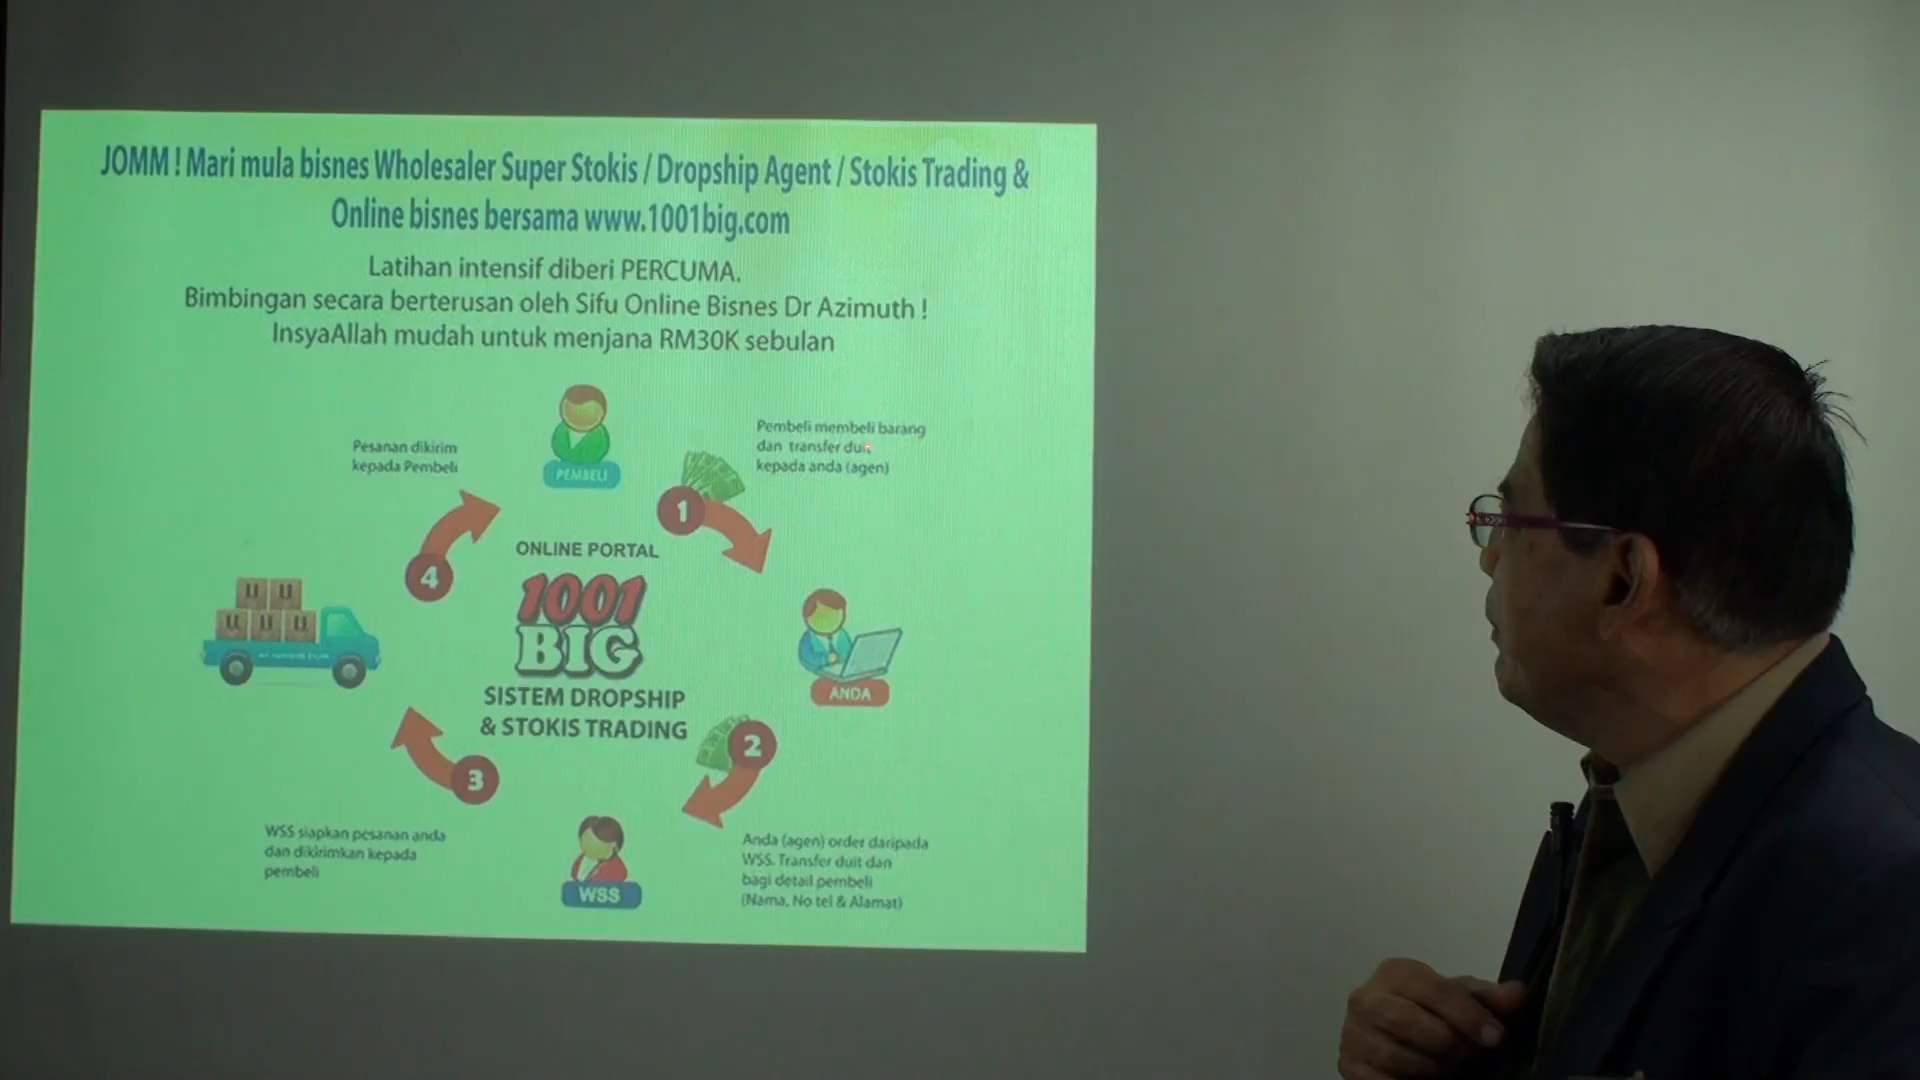 JOMM ! Mari mula bisnes Wholesaler Super Stokis / Dropship Agent / Stokis Trading &
Online bisnes bersama www.1001big.com
Latihan intensif diberi PERCUMA.
Bimbingan secara berterusan oleh Sifu Online Bisnes Dr Azimuth !
InsyaAllah mudah untuk menjana RM30K sebulan
PEMBELI
Pembeli membeli barang
dan transfer duit
kepada anda (agen)
1
ANDA
2
Anda (agen) order daripada
WSS. Transfer duit dan
bagi detail pembeli
(Nama, No tel & Alamat)
WSS
3
WSS siapkan pesanan anda
dan dikirimkan kepada
pembeli
4
Pesanan dikirim
kepada Pembeli
ONLINE PORTAL
1001
BIG
SISTEM DROPSHIP
& STOKIS TRADING